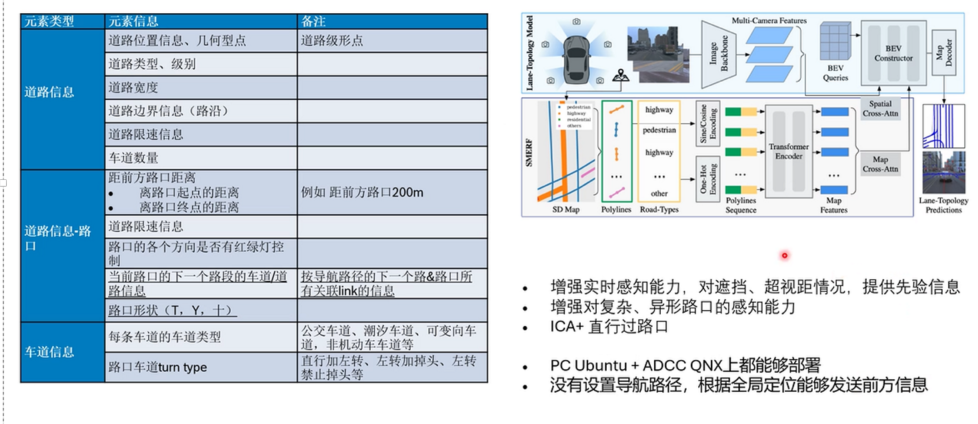 元素类型 元素信息 备注
道路信息
道路位置信息、几何型点 道路级形点
道路类型、级别
道路宽度
道路边界信息（路沿）
道路限速信息
车道数量
道路信息-路
口
距前方路口距离
• 离路口起点的距离
• 离路口终点的距离
例如 距前方路口200m
道路限速信息
路口的各个方向是否有红绿灯控
制
当前路口的下一个路段的车道/道
路信息
按导航路径的下一个路&路口所
有关联link的信息
路口形状（T，Y，十）
车道信息
每条车道的车道类型
公交车道、潮汐车道、可变向车
道，非机动车车道等
路口车道turn type
直行加左转、左转加掉头、左转
禁止掉头等
Lane-Topology Model
Multi-Camera Features
Image
Backbone
BEV
Queries
BEV
Constructor
Map
Decoder
SMERF
pedestrian
highway
residential
others
SD Map
Polylines
highway
pedestrian
highway
...
...
other
Road-Types
Sine/Cosine
Encoding
One-Hot
Encoding
...
Polylines
Sequence
Transformer
Encoder
...
Map
Features
Spatial
Cross-Attn
Map
Cross-Attn
Lane-Topology
Predictions
• 增强实时感知能力，对遮挡、超视距情况，提供先验信息
• 增强对复杂、异形路口的感知能力
• ICA+ 直行过路口
• PC Ubuntu + ADCC QNX上都能够部署
• 没有设置导航路径，根据全局定位能够发送前方信息